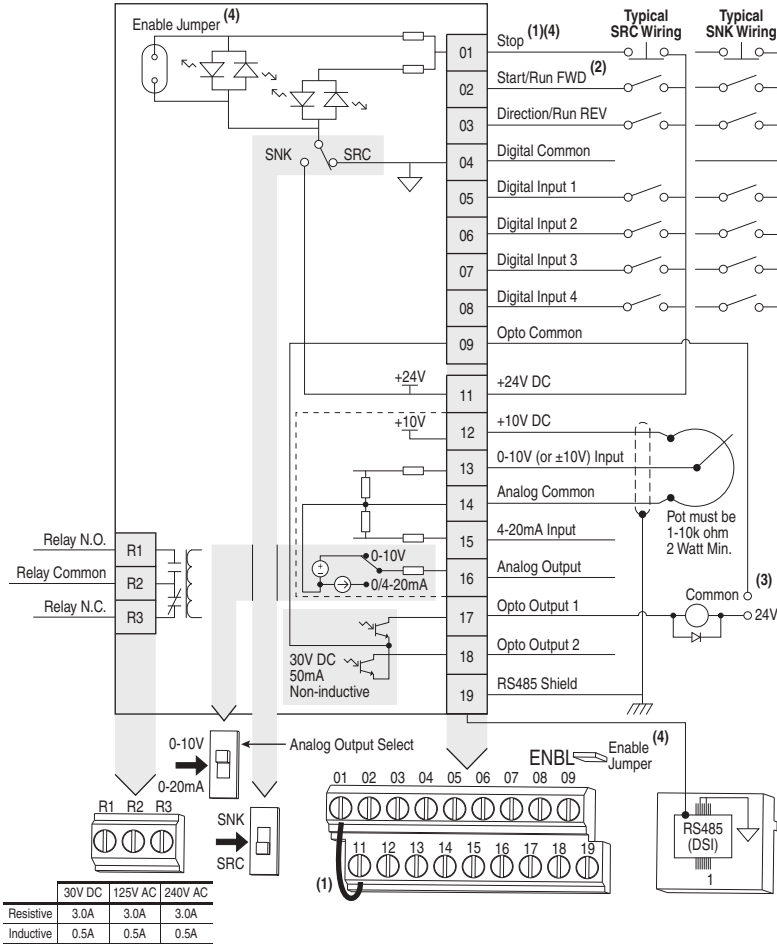 Enable Jumper (4)
Typical
SRC Wiring
Typical
SNK Wiring
01 Stop (1)(4)
02 Start/Run FWD (2)
03 Direction/Run REV
SNK SRC
04 Digital Common
05 Digital Input 1
06 Digital Input 2
07 Digital Input 3
08 Digital Input 4
09 Opto Common
+24V
11 +24V DC
+10V
12 +10V DC
13 0-10V (or ±10V) Input
14 Analog Common
Pot must be
1-10k ohm
2 Watt Min.
15 4-20mA Input
Relay N.O. R1
Relay Common R2
Relay N.C. R3
0-10V
0/4-20mA
16 Analog Output
Common (3)
24V
17 Opto Output 1
18 Opto Output 2
30V DC
50mA
Non-inductive
19 RS485 Shield
0-10V
0-20mA
Analog Output Select
ENBL Enable (4)
Jumper
01 02 03 04 05 06 07 08 09
R1 R2 R3
SNK
SRC
11 12 13 14 15 16 17 18 19
(1)
RS485
(DSI)
1
30V DC 125V AC 240V AC
Resistive 3.0A 3.0A 3.0A
Inductive 0.5A 0.5A 0.5A